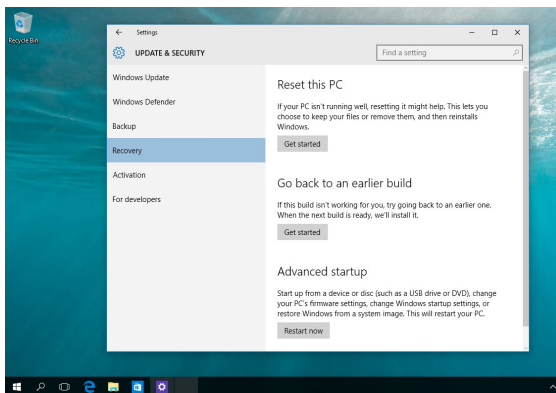 Recycle Bin
Settings
UPDATE & SECURITY
Find a setting
Windows Update
Windows Defender
Backup
Recovery
Activation
For developers
Reset this PC
If your PC isn't running well, resetting it might help. This lets you
choose to keep your files or remove them, and then reinstalls
Windows.
Get started
Go back to an earlier build
If this build isn't working for you, try going back to an earlier one.
When the next build is ready, we'll install it.
Get started
Advanced startup
Start up from a device or disc (such as a USB drive or DVD), change
your PC's firmware settings, change Windows startup settings, or
restore Windows from a system image. This will restart your PC.
Restart now